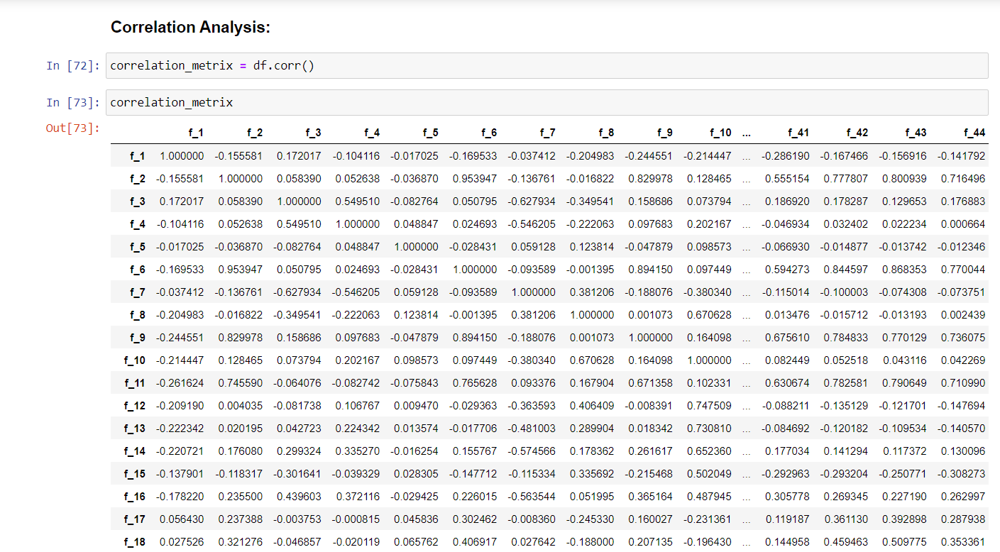 Correlation Analysis:
In [72]: correlation_metrix = df.corr()
In [73]: correlation_metrix
Out[73]:
f_1 f_2 f_3 f_4 f_5 f_6 f_7 f_8 f_9 f_10 ... f_41 f_42 f_43 f_44
f_1 1.000000 -0.155581 0.172017 -0.104116 -0.017025 -0.169533 -0.037412 -0.204983 -0.244551 -0.214447 ... -0.286190 -0.167466 -0.156916 -0.141792
f_2 -0.155581 1.000000 0.058390 0.052638 -0.036870 0.953947 -0.136761 -0.016822 0.829978 0.128465 ... 0.555154 0.777807 0.800939 0.716496
f_3 0.172017 0.058390 1.000000 0.549510 -0.082764 0.050795 -0.627934 -0.349541 0.158686 0.073794 ... 0.186920 0.178287 0.129653 0.176883
f_4 -0.104116 0.052638 0.549510 1.000000 0.048847 0.024693 -0.546205 -0.222063 0.097683 0.202167 ... -0.046934 0.032402 0.022234 0.000664
f_5 -0.017025 -0.036870 -0.082764 0.048847 1.000000 -0.028431 0.059128 0.123814 -0.047879 0.098573 ... -0.066930 -0.014877 -0.013742 -0.012346
f_6 -0.169533 0.953947 0.050795 0.024693 -0.028431 1.000000 -0.093589 -0.001395 0.894150 0.097449 ... 0.594273 0.844597 0.868353 0.770044
f_7 -0.037412 -0.136761 -0.627934 -0.546205 0.059128 -0.093589 1.000000 0.381206 -0.188076 -0.380340 ... -0.115014 -0.100003 -0.074308 -0.073751
f_8 -0.204983 -0.016822 -0.349541 -0.222063 0.123814 -0.001395 0.381206 1.000000 0.001073 0.670628 ... 0.013476 -0.015712 -0.013193 0.002439
f_9 -0.244551 0.829978 0.158686 0.097683 -0.047879 0.894150 -0.188076 0.001073 1.000000 0.164098 ... 0.675610 0.784833 0.770129 0.736075
f_10 -0.214447 0.128465 0.073794 0.202167 0.098573 0.097449 -0.380340 0.670628 0.164098 1.000000 ... 0.082449 0.052518 0.043116 0.042269
f_11 -0.261624 0.745590 -0.064076 -0.082742 -0.075843 0.765628 0.093376 0.167904 0.671358 0.102331 ... 0.630674 0.782581 0.790649 0.710990
f_12 -0.209190 0.004035 -0.081738 0.106767 0.009470 -0.029363 -0.363593 0.406409 -0.008391 0.747509 ... -0.088211 -0.135129 -0.121701 -0.147694
f_13 -0.222342 0.020195 0.042723 0.224342 0.013574 -0.017706 -0.481003 0.289904 0.018342 0.730810 ... -0.084692 -0.120182 -0.109534 -0.140570
f_14 -0.220721 0.176080 0.299324 0.335270 -0.016254 0.155767 -0.574566 0.178362 0.261617 0.652360 ... 0.177034 0.141294 0.117372 0.130096
f_15 -0.137901 -0.118317 -0.301641 -0.039329 0.028305 -0.147712 -0.115334 0.335692 -0.215468 0.502049 ... -0.292963 -0.293204 -0.250771 -0.308273
f_16 -0.178220 0.235500 0.439603 0.372116 -0.029425 0.226015 -0.563544 0.051995 0.365164 0.487945 ... 0.305778 0.269345 0.227190 0.262997
f_17 0.056430 0.237388 -0.003753 -0.000815 0.045836 0.302462 -0.008360 -0.245330 0.160027 -0.231361 ... 0.119187 0.361130 0.392898 0.287938
f_18 0.027526 0.321276 -0.046857 -0.020119 0.065762 0.406917 0.027642 -0.188000 0.207135 -0.196430 ... 0.144958 0.459463 0.509775 0.353361